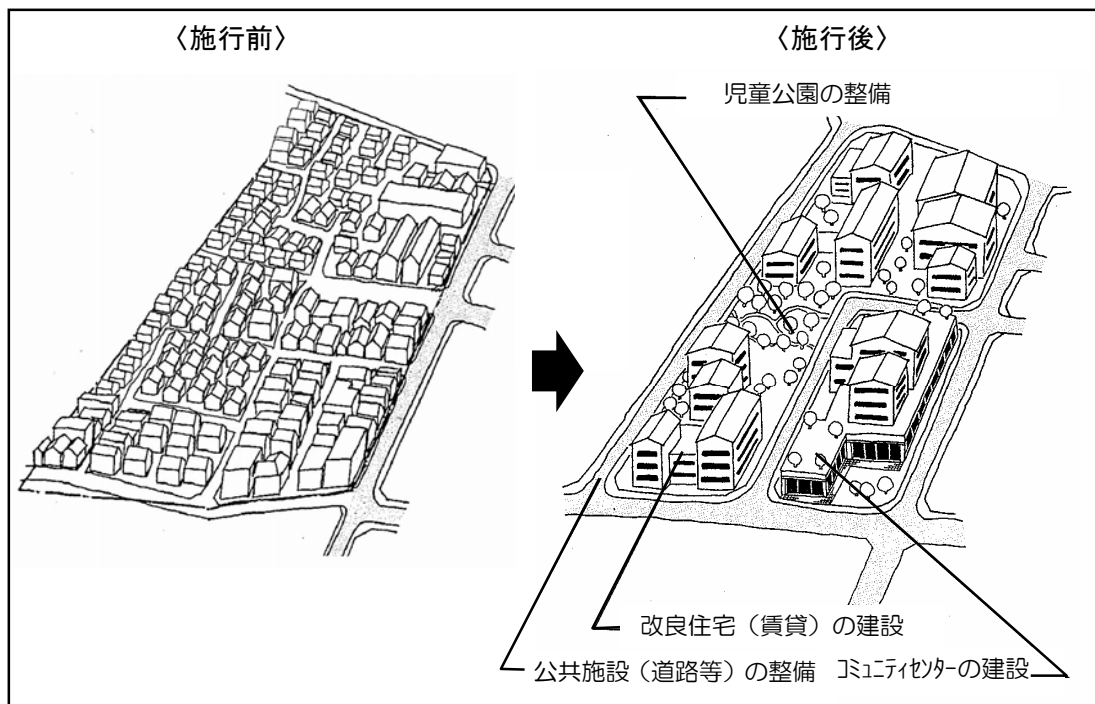 〈施行前〉
〈施行後〉
児童公園の整備
改良住宅（賃貸）の建設
公共施設（道路等）の整備
ｺﾐｭﾆﾃｨｾﾝﾀｰの建設